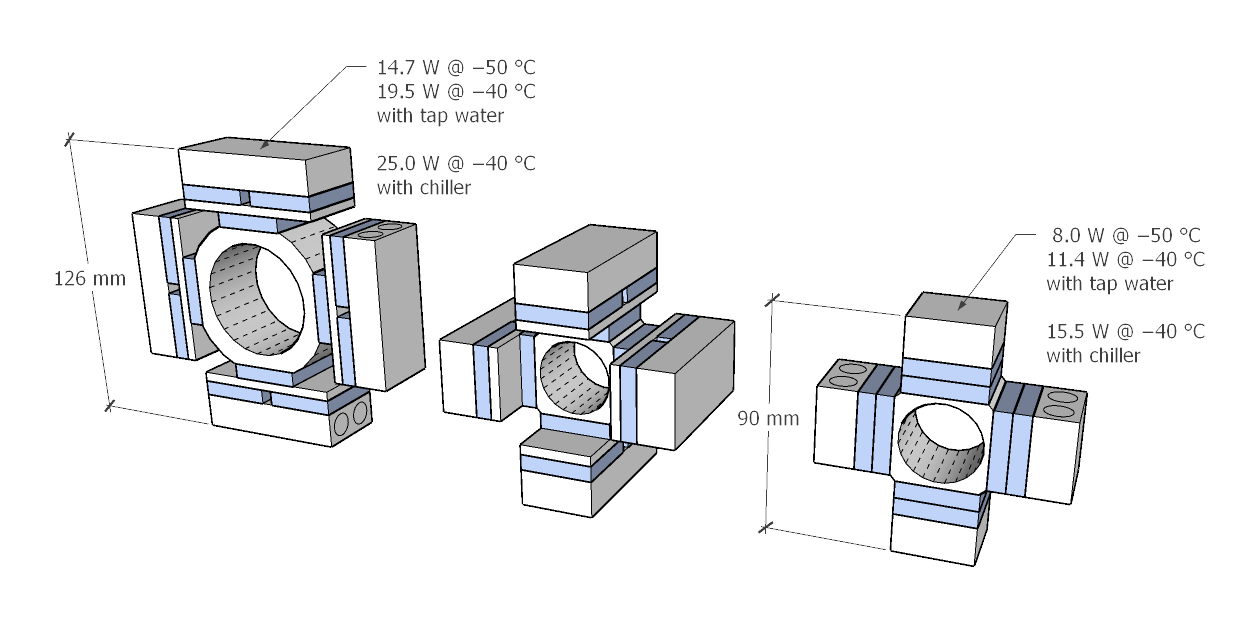 14.7 W @ −50 °C
19.5 W @ −40 °C
with tap water
25.0 W @ −40 °C
with chiller
126 mm
8.0 W @ −50 °C
11.4 W @ −40 °C
with tap water
15.5 W @ −40 °C
with chiller
90 mm